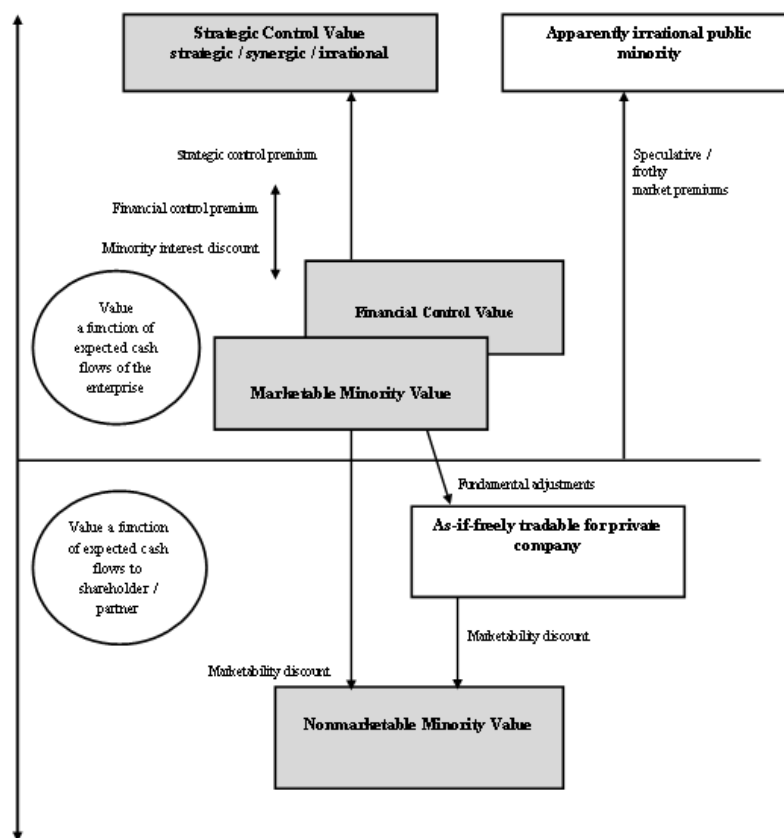 Strategic Control Value
strategic / synergic / irrational
Apparently irrational public
minority
Strategic control premium
Speculative /
frothy
market premiums
Financial control premium
Minority interest discount
Value
a function of
expected cash
flows of the
enterprise
Financial Control Value
Marketable Minority Value
Fundamental adjustments
Value a function
of expected cash
flows to
shareholder /
partner
As-if-freely tradable for private
company
Marketability discount
Marketability discount
Nonmarketable Minority Value